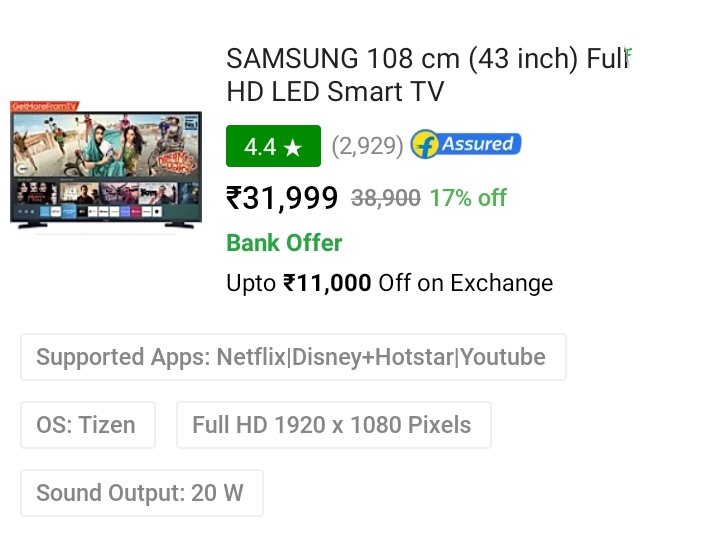 SAMSUNG 108 cm (43 inch) Full
HD LED Smart TV
GetMoreFromTV
4.4 ★ (2,929) f Assured
₹31,999 38,900 17% off
Bank Offer
Upto ₹11,000 Off on Exchange
Supported Apps: Netflix|Disney+Hotstar|Youtube
OS: Tizen Full HD 1920 x 1080 Pixels
Sound Output: 20 W